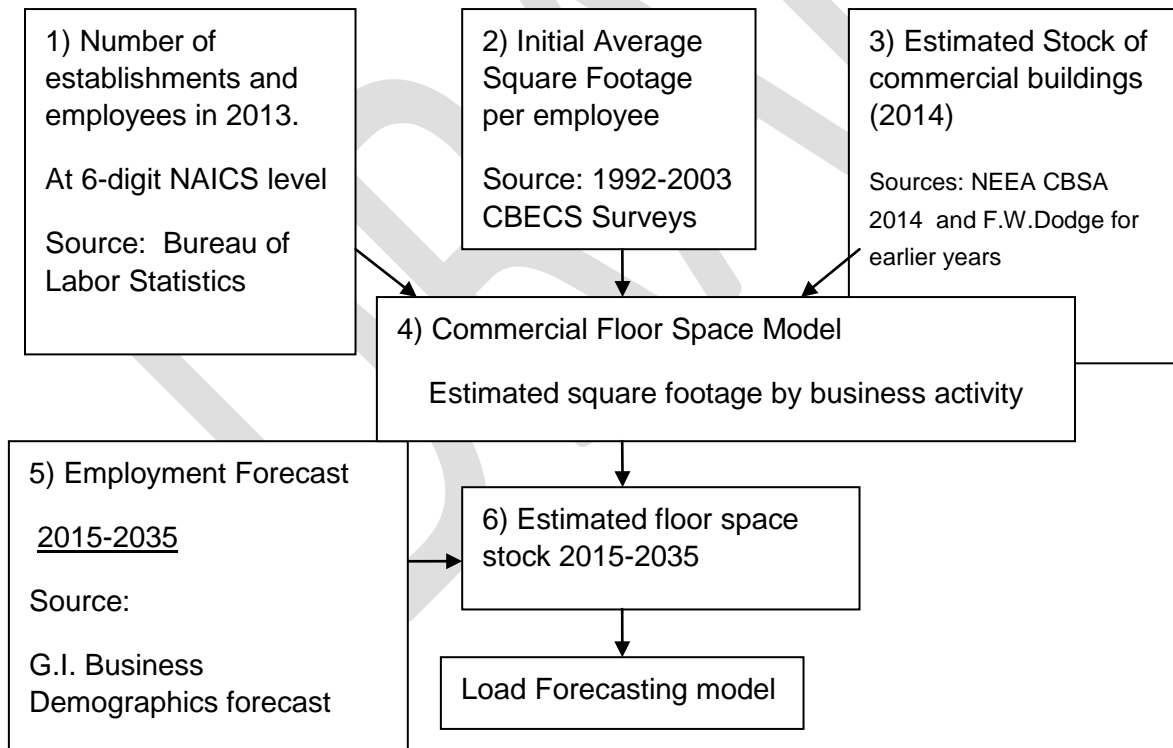 1) Number of
establishments and
employees in 2013.
At 6-digit NAICS level
Source: Bureau of
Labor Statistics
2) Initial Average
Square Footage
per employee
Source: 1992-2003
CBECS Surveys
3) Estimated Stock of
commercial buildings
(2014)
Sources: NEEA CBSA
2014 and F.W.Dodge for
earlier years
4) Commercial Floor Space Model
Estimated square footage by business activity
5) Employment Forecast
2015-2035
Source:
G.I. Business
Demographics forecast
6) Estimated floor space
stock 2015-2035
Load Forecasting model